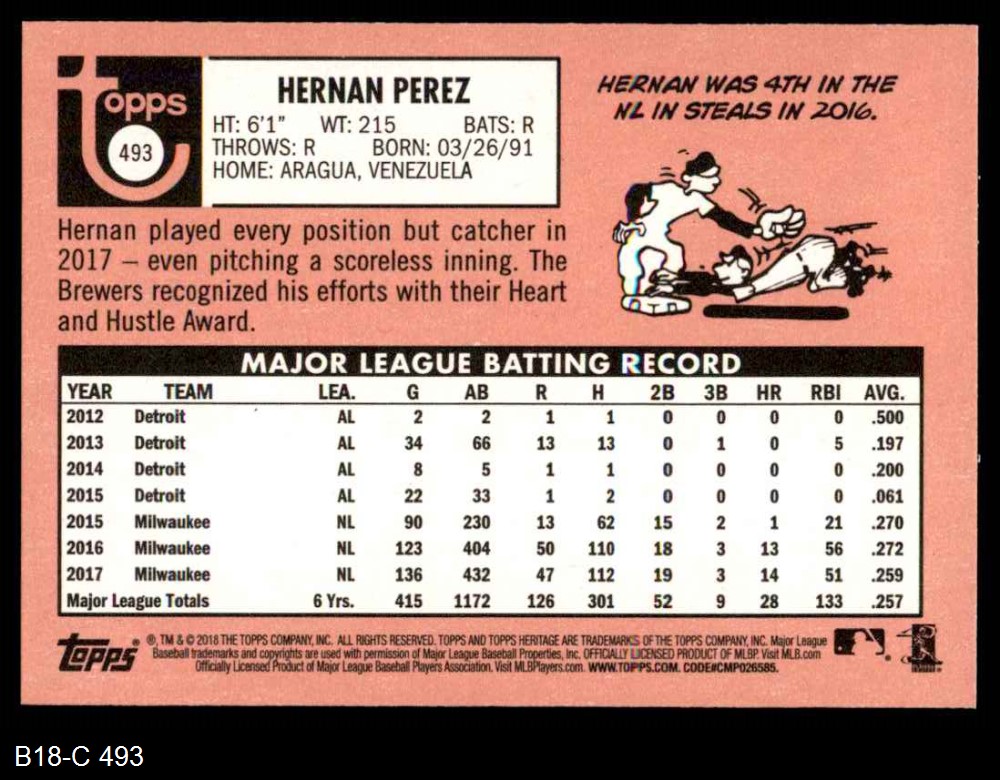 Topps
493
HERNAN PEREZ
HT: 6'1" WT: 215 BATS: R
THROWS: R BORN: 03/26/91
HOME: ARAGUA, VENEZUELA
HERNAN WAS 4TH IN THE
NL IN STEALS IN 2016.
Hernan played every position but catcher in
2017 – even pitching a scoreless inning. The
Brewers recognized his efforts with their Heart
and Hustle Award.
MAJOR LEAGUE BATTING RECORD
YEAR TEAM LEA. G AB R H 2B 3B HR RBI AVG.
2012 Detroit AL 2 2 1 1 0 0 0 0 .500
2013 Detroit AL 34 66 13 13 0 1 0 5 .197
2014 Detroit AL 8 5 1 1 0 0 0 0 .200
2015 Detroit AL 22 33 1 2 0 0 0 0 .061
2015 Milwaukee NL 90 230 13 62 15 2 1 21 .270
2016 Milwaukee NL 123 404 50 110 18 3 13 56 .272
2017 Milwaukee NL 136 432 47 112 19 3 14 51 .259
Major League Totals 6 Yrs. 415 1172 126 301 52 9 28 133 .257
Topps ® ®, TM & © 2018 THE TOPPS COMPANY, INC. ALL RIGHTS RESERVED. TOPPS AND TOPPS HERITAGE ARE TRADEMARKS OF THE TOPPS COMPANY, INC. Major League
Baseball trademarks and copyrights are used with permission of Major League Baseball Properties, Inc. OFFICIALLY LICENSED PRODUCT OF MLBP. Visit MLB.com
Officially Licensed Product of Major League Baseball Players Association. Visit MLBPlayers.com. WWW.TOPPS.COM. CODE#CMP026585.
B18-C 493